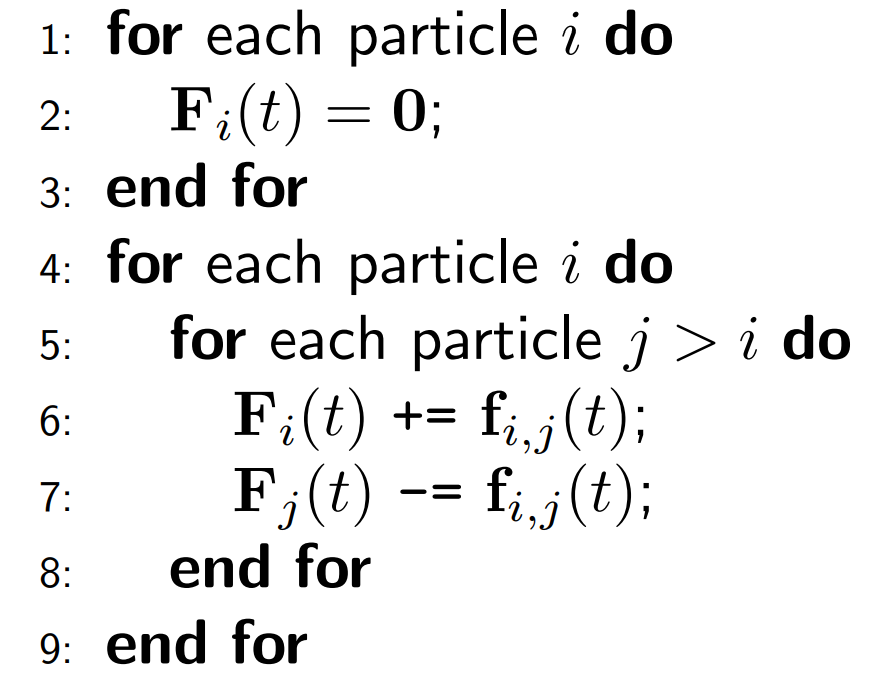 1: for each particle i do
2: F_i(t) = 0;
3: end for
4: for each particle i do
5: for each particle j > i do
6: F_i(t) += f_{i,j}(t);
7: F_j(t) -= f_{i,j}(t);
8: end for
9: end for